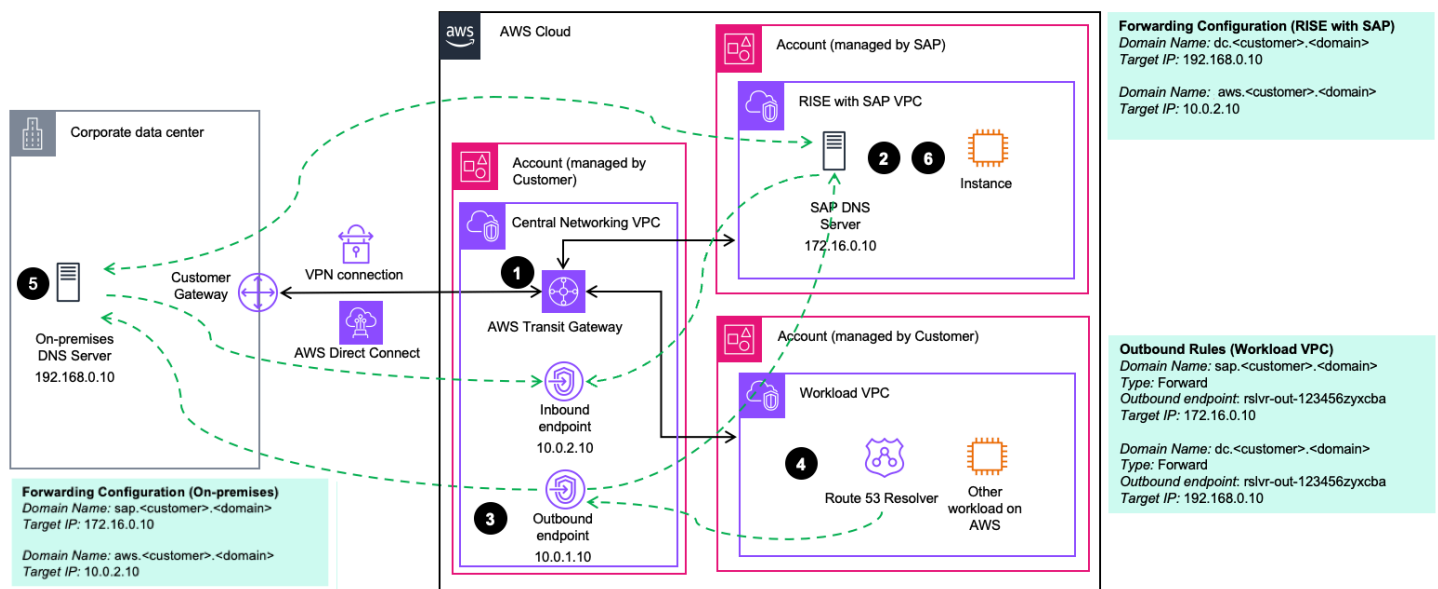 aws
AWS Cloud
Account (managed by SAP)
RISE with SAP VPC
SAP DNS
Server
172.16.0.10
2
6
Instance
Forwarding Configuration (RISE with SAP)
Domain Name: dc.<customer>.<domain>
Target IP: 192.168.0.10
Domain Name: aws.<customer>.<domain>
Target IP: 10.0.2.10
Corporate data center
5
On-premises
DNS Server
192.168.0.10
Customer
Gateway
VPN connection
AWS Direct Connect
Account (managed by
Customer)
Central Networking VPC
1
AWS Transit Gateway
Inbound
endpoint
10.0.2.10
3
Outbound
endpoint
10.0.1.10
Account (managed by Customer)
Workload VPC
4
Route 53 Resolver
Other
workload on
AWS
Outbound Rules (Workload VPC)
Domain Name: sap.<customer>.<domain>
Type: Forward
Outbound endpoint: rslvr-out-123456zyxcba
Target IP: 172.16.0.10
Domain Name: dc.<customer>.<domain>
Type: Forward
Outbound endpoint: rslvr-out-123456zyxcba
Target IP: 192.168.0.10
Forwarding Configuration (On-premises)
Domain Name: sap.<customer>.<domain>
Target IP: 172.16.0.10
Domain Name: aws.<customer>.<domain>
Target IP: 10.0.2.10